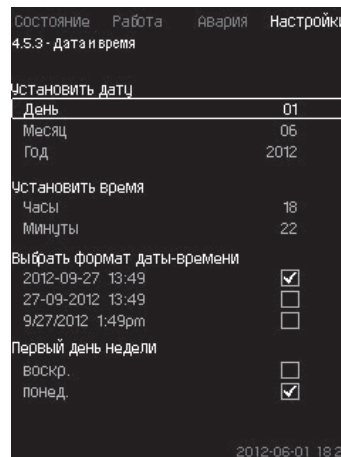 Состояние Работа Авария Настройки
4.5.3 - Дата и время
Установить дату
День 01
Месяц 06
Год 2012
Установить время
Часы 18
Минуты 22
Выбрать формат даты-времени
2012-09-27 13:49
27-09-2012 13:49
9/27/2012 1:49pm
Первый день недели
воскр.
понед.
2012-06-01 18:2